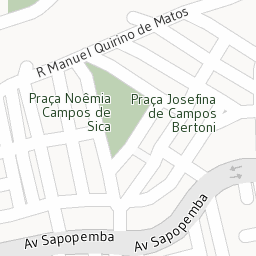 R Manuel Quirino de Matos
Praça Noêmia
Campos de
Sica
Praça Josefina
de Campos
Bertoni
Av Sapopemba
Av Sapopemba